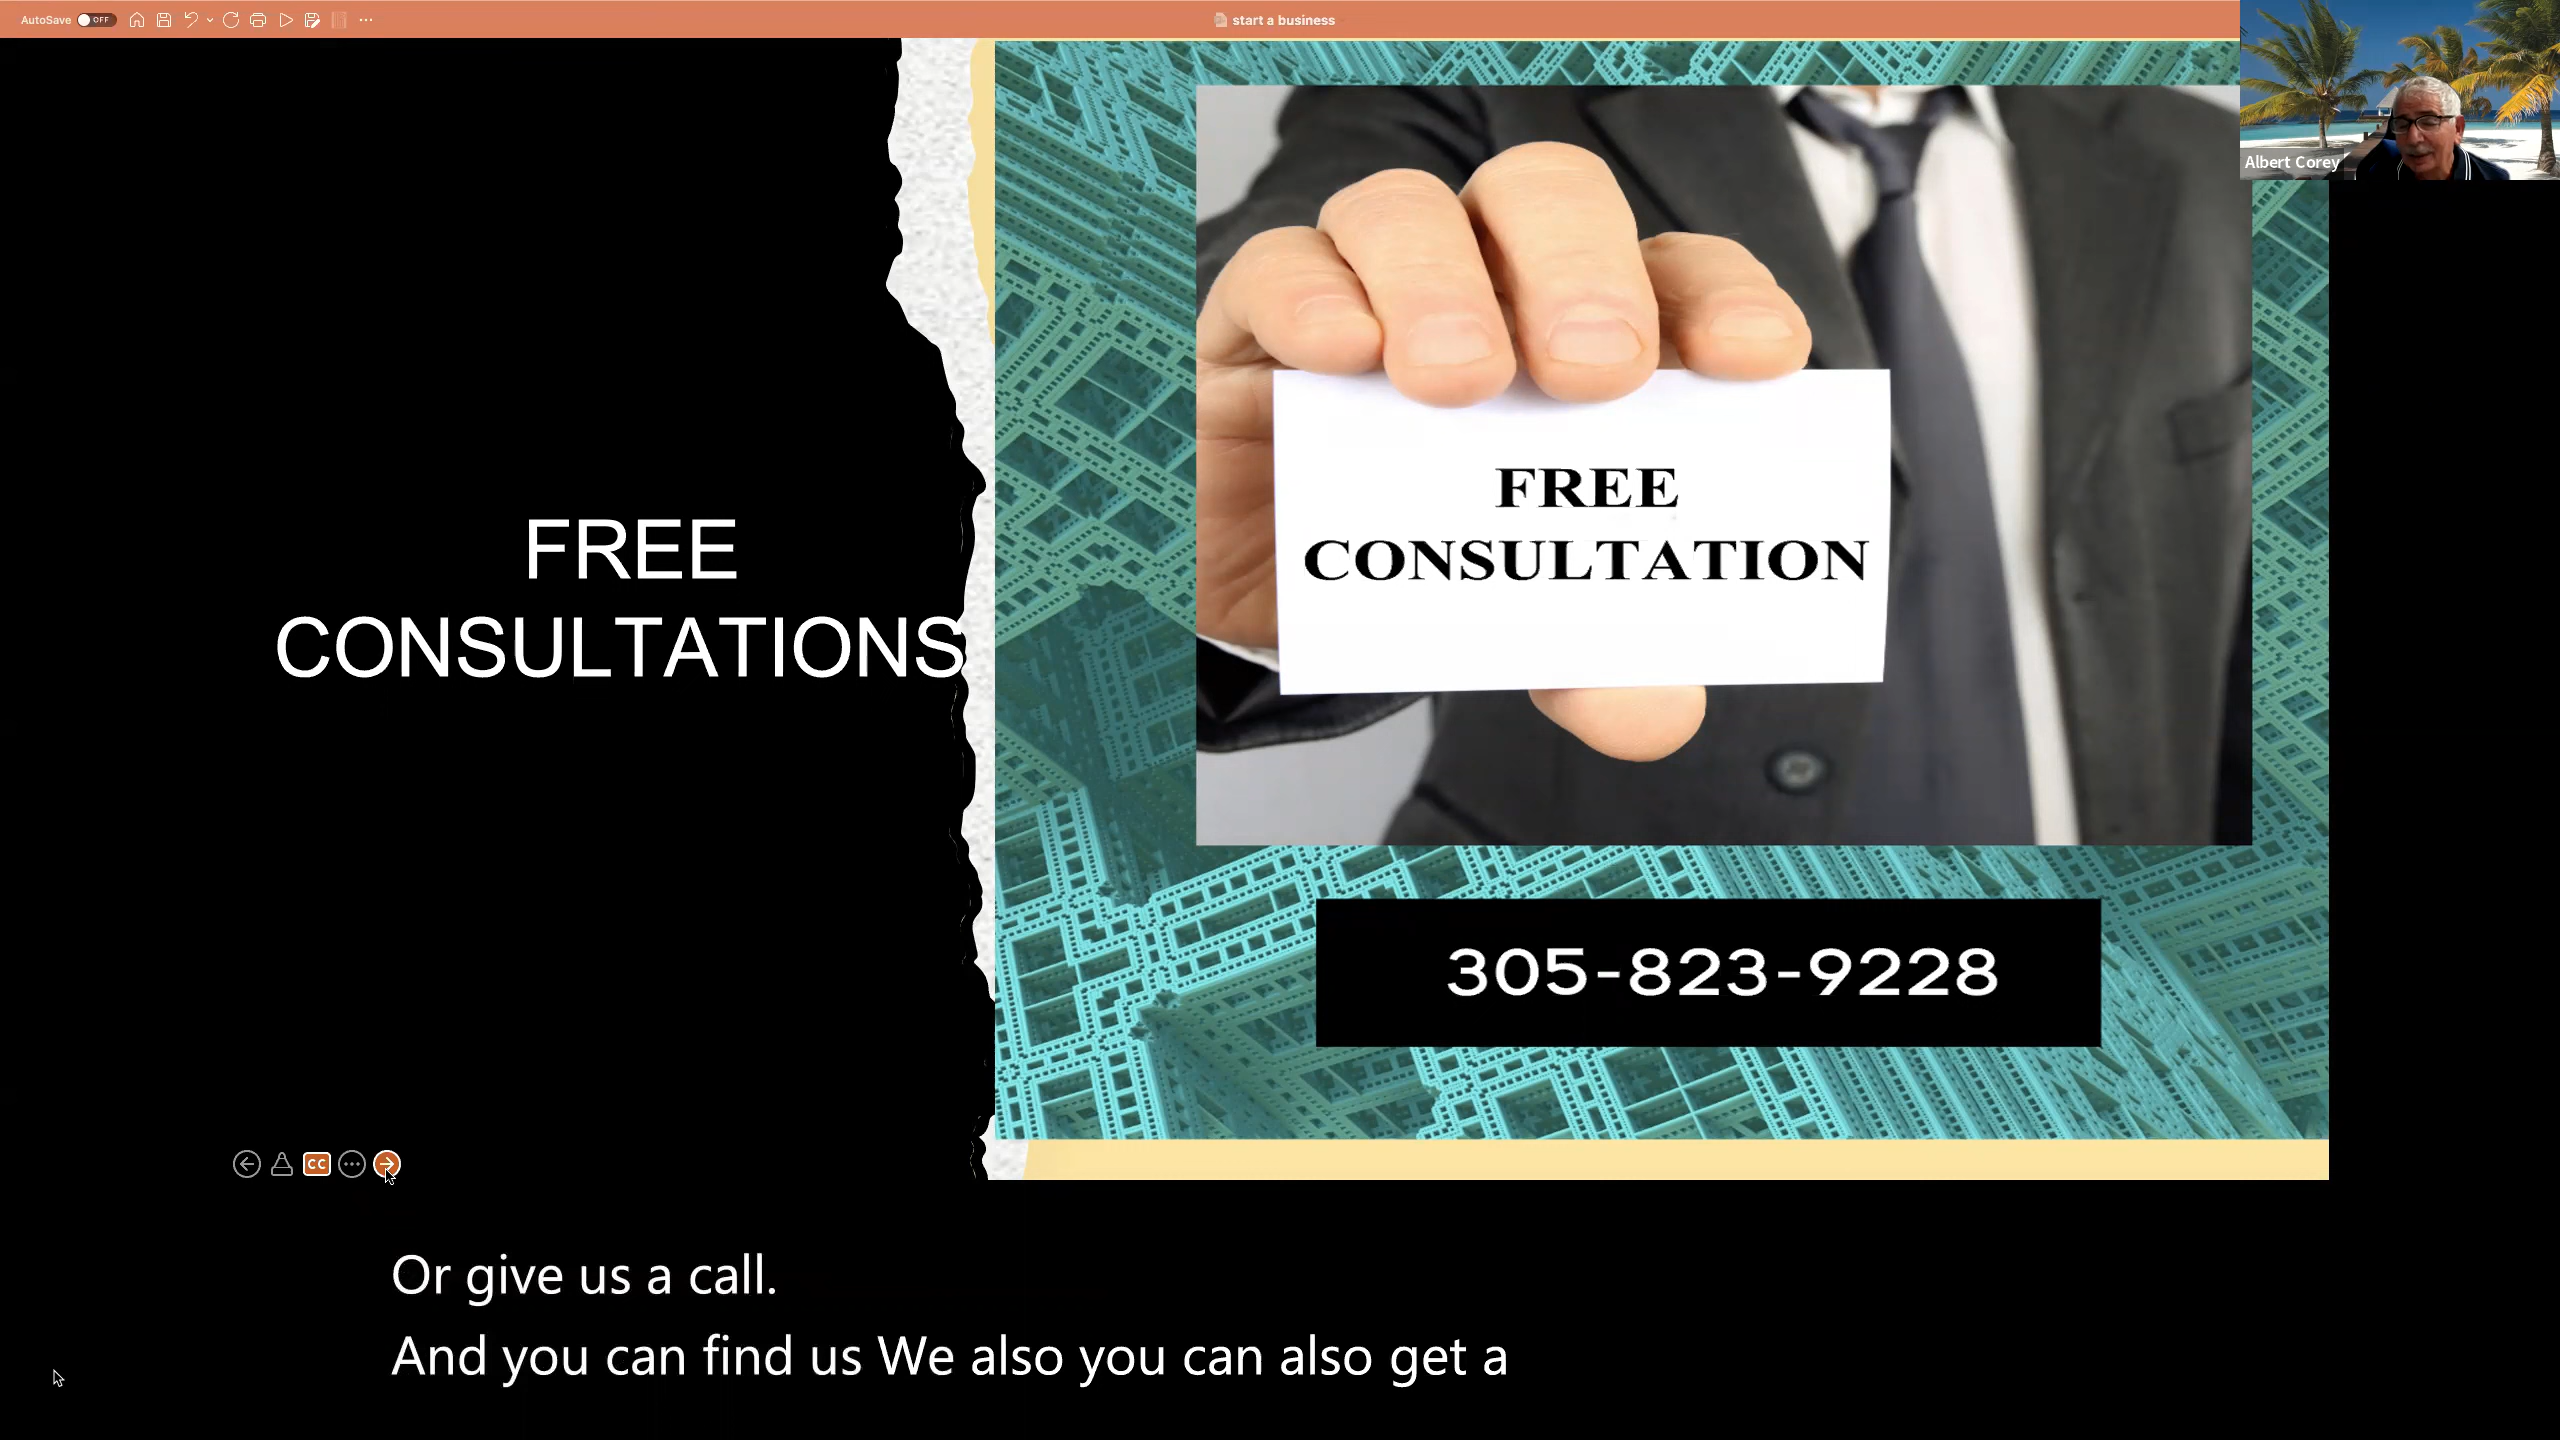 AutoSave OFF
start a business
Albert Corey
FREE
CONSULTATIONS
FREE
CONSULTATION
305-823-9228
CC
Or give us a call.
And you can find us We also you can also get a